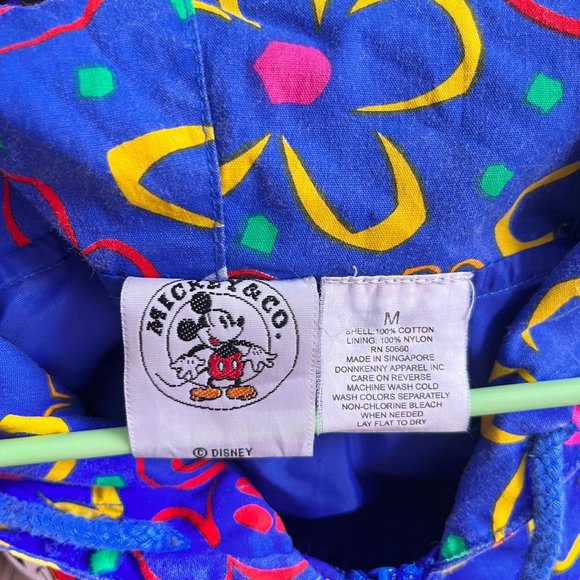 MICKEY & CO.
© DISNEY
M
SHELL:100% COTTON
LINING: 100% NYLON
RN 50660
MADE IN SINGAPORE
DONNKENNY APPAREL INC.
CARE ON REVERSE
MACHINE WASH COLD
WASH COLORS SEPARATELY
NON-CHLORINE BLEACH
WHEN NEEDED
LAY FLAT TO DRY